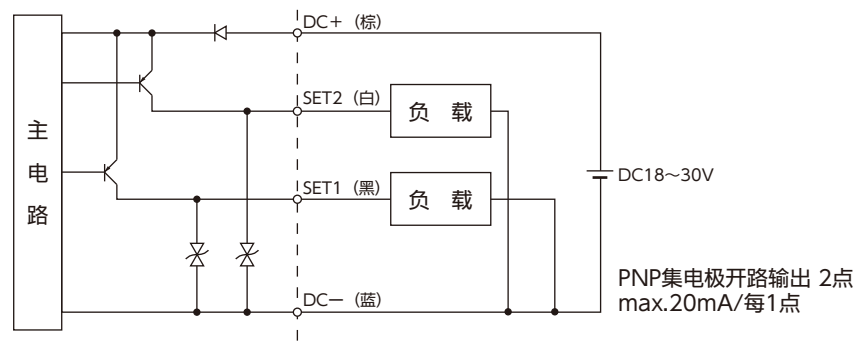 主电路
DC+（棕）
SET2（白）
负 载
SET1（黑）
负 载
DC18～30V
DC－（蓝）
PNP集电极开路输出 2点
max.20mA/每1点